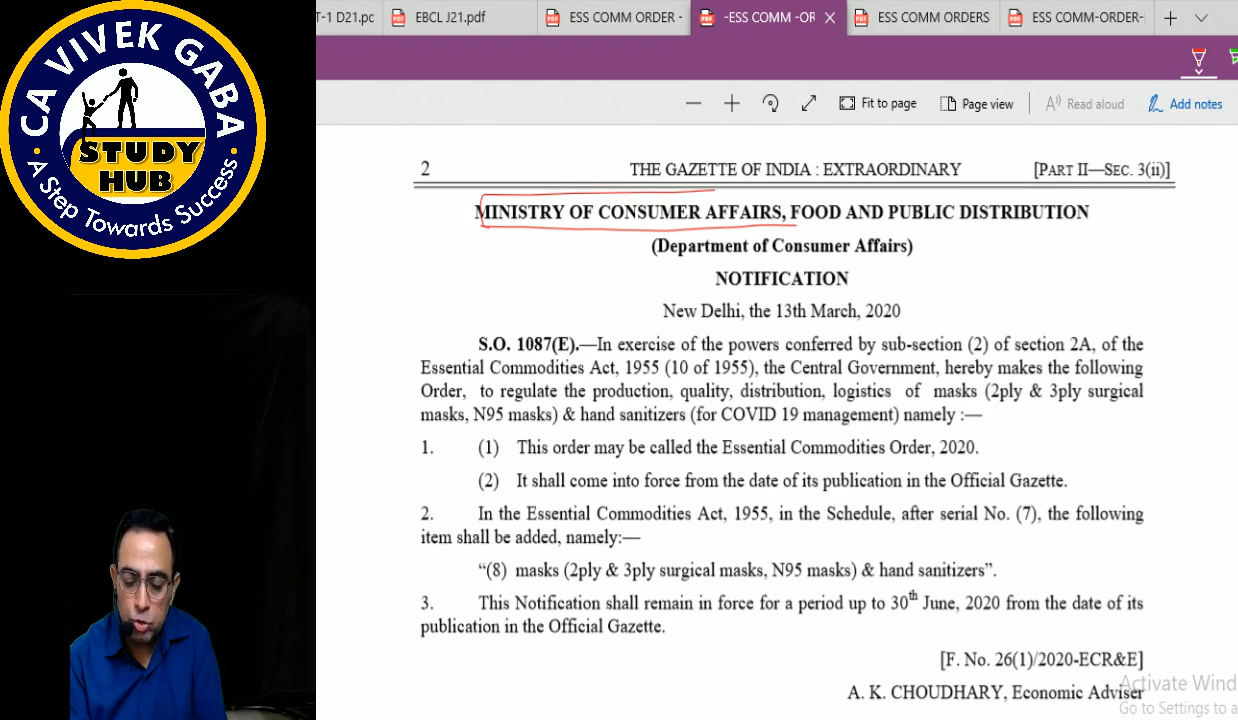 CA VIVEK GABA
STUDY
HUB
• A Step Towards Success •
T-1 D21.pc
EBCL J21.pdf
ESS COMM ORDER -
-ESS COMM -OR
ESS COMM ORDERS
ESS COMM-ORDER-
Fit to page
Page view
Read aloud
Add notes
2 THE GAZETTE OF INDIA : EXTRAORDINARY [PART II—SEC. 3(ii)]
MINISTRY OF CONSUMER AFFAIRS, FOOD AND PUBLIC DISTRIBUTION
(Department of Consumer Affairs)
NOTIFICATION
New Delhi, the 13th March, 2020
S.O. 1087(E).—In exercise of the powers conferred by sub-section (2) of section 2A, of the
Essential Commodities Act, 1955 (10 of 1955), the Central Government, hereby makes the following
Order, to regulate the production, quality, distribution, logistics of masks (2ply & 3ply surgical
masks, N95 masks) & hand sanitizers (for COVID 19 management) namely :—
1. (1) This order may be called the Essential Commodities Order, 2020.
(2) It shall come into force from the date of its publication in the Official Gazette.
2. In the Essential Commodities Act, 1955, in the Schedule, after serial No. (7), the following
item shall be added, namely:—
“(8) masks (2ply & 3ply surgical masks, N95 masks) & hand sanitizers”.
3. This Notification shall remain in force for a period up to 30th June, 2020 from the date of its
publication in the Official Gazette.
[F. No. 26(1)/2020-ECR&E]
A. K. CHOUDHARY, Economic Adviser
Activate Wind
Go to Settings to a